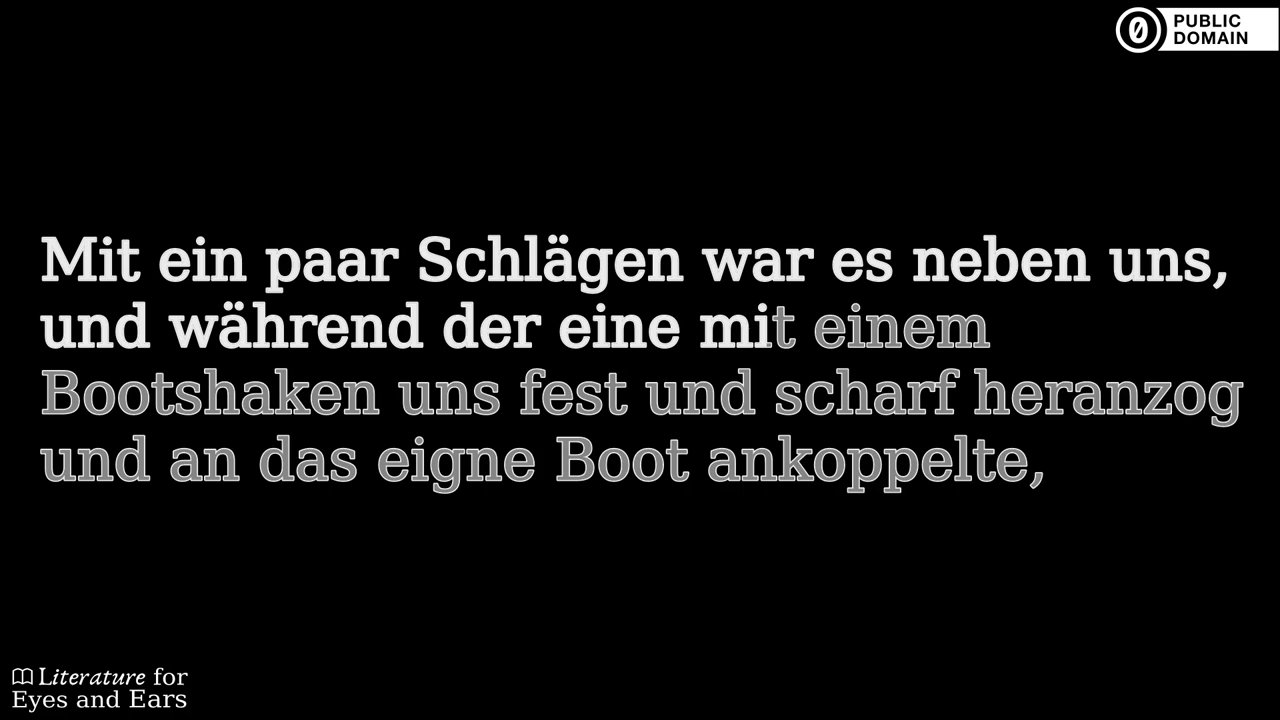 PUBLIC
DOMAIN
Mit ein paar Schlägen war es neben uns,
und während der eine mit einem
Bootshaken uns fest und scharf heranzog
und an das eigne Boot ankoppelte,
Literature for
Eyes and Ears